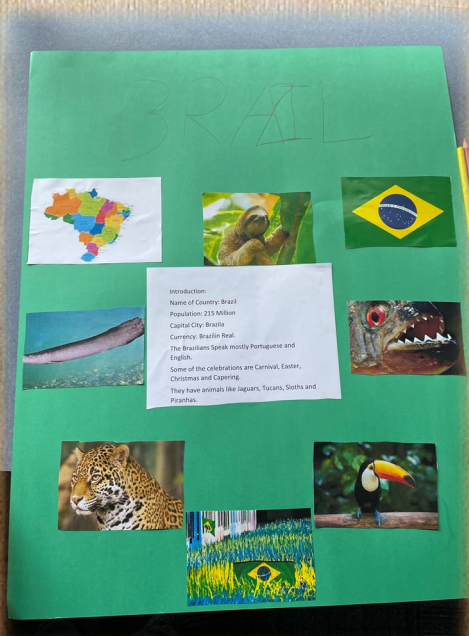 BRAZIL
Introduction:
Name of Country: Brazil
Population: 215 Million
Capital City: Brazila
Currency: Brazilin Real.
The Brazilians Speak mostly Portuguese and
English.
Some of the celebrations are Carnival, Easter,
Christmas and Capering.
They have animals like Jaguars, Tucans, Sloths and
Piranhas.